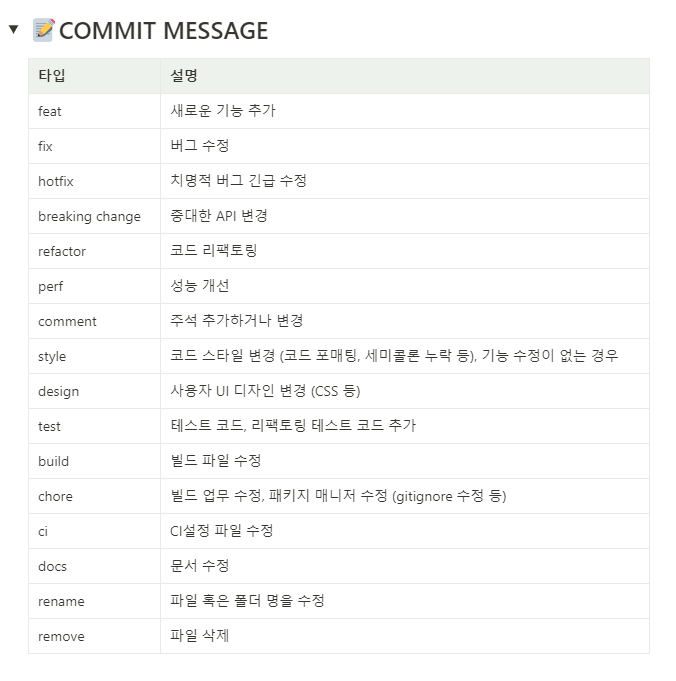 COMMIT MESSAGE
타입 설명
feat 새로운 기능 추가
fix 버그 수정
hotfix 치명적 버그 긴급 수정
breaking change 중대한 API 변경
refactor 코드 리팩토링
perf 성능 개선
comment 주석 추가하거나 변경
style 코드 스타일 변경 (코드 포매팅, 세미콜론 누락 등), 기능 수정이 없는 경우
design 사용자 UI 디자인 변경 (CSS 등)
test 테스트 코드, 리팩토링 테스트 코드 추가
build 빌드 파일 수정
chore 빌드 업무 수정, 패키지 매니저 수정 (gitignore 수정 등)
ci CI설정 파일 수정
docs 문서 수정
rename 파일 혹은 폴더 명을 수정
remove 파일 삭제